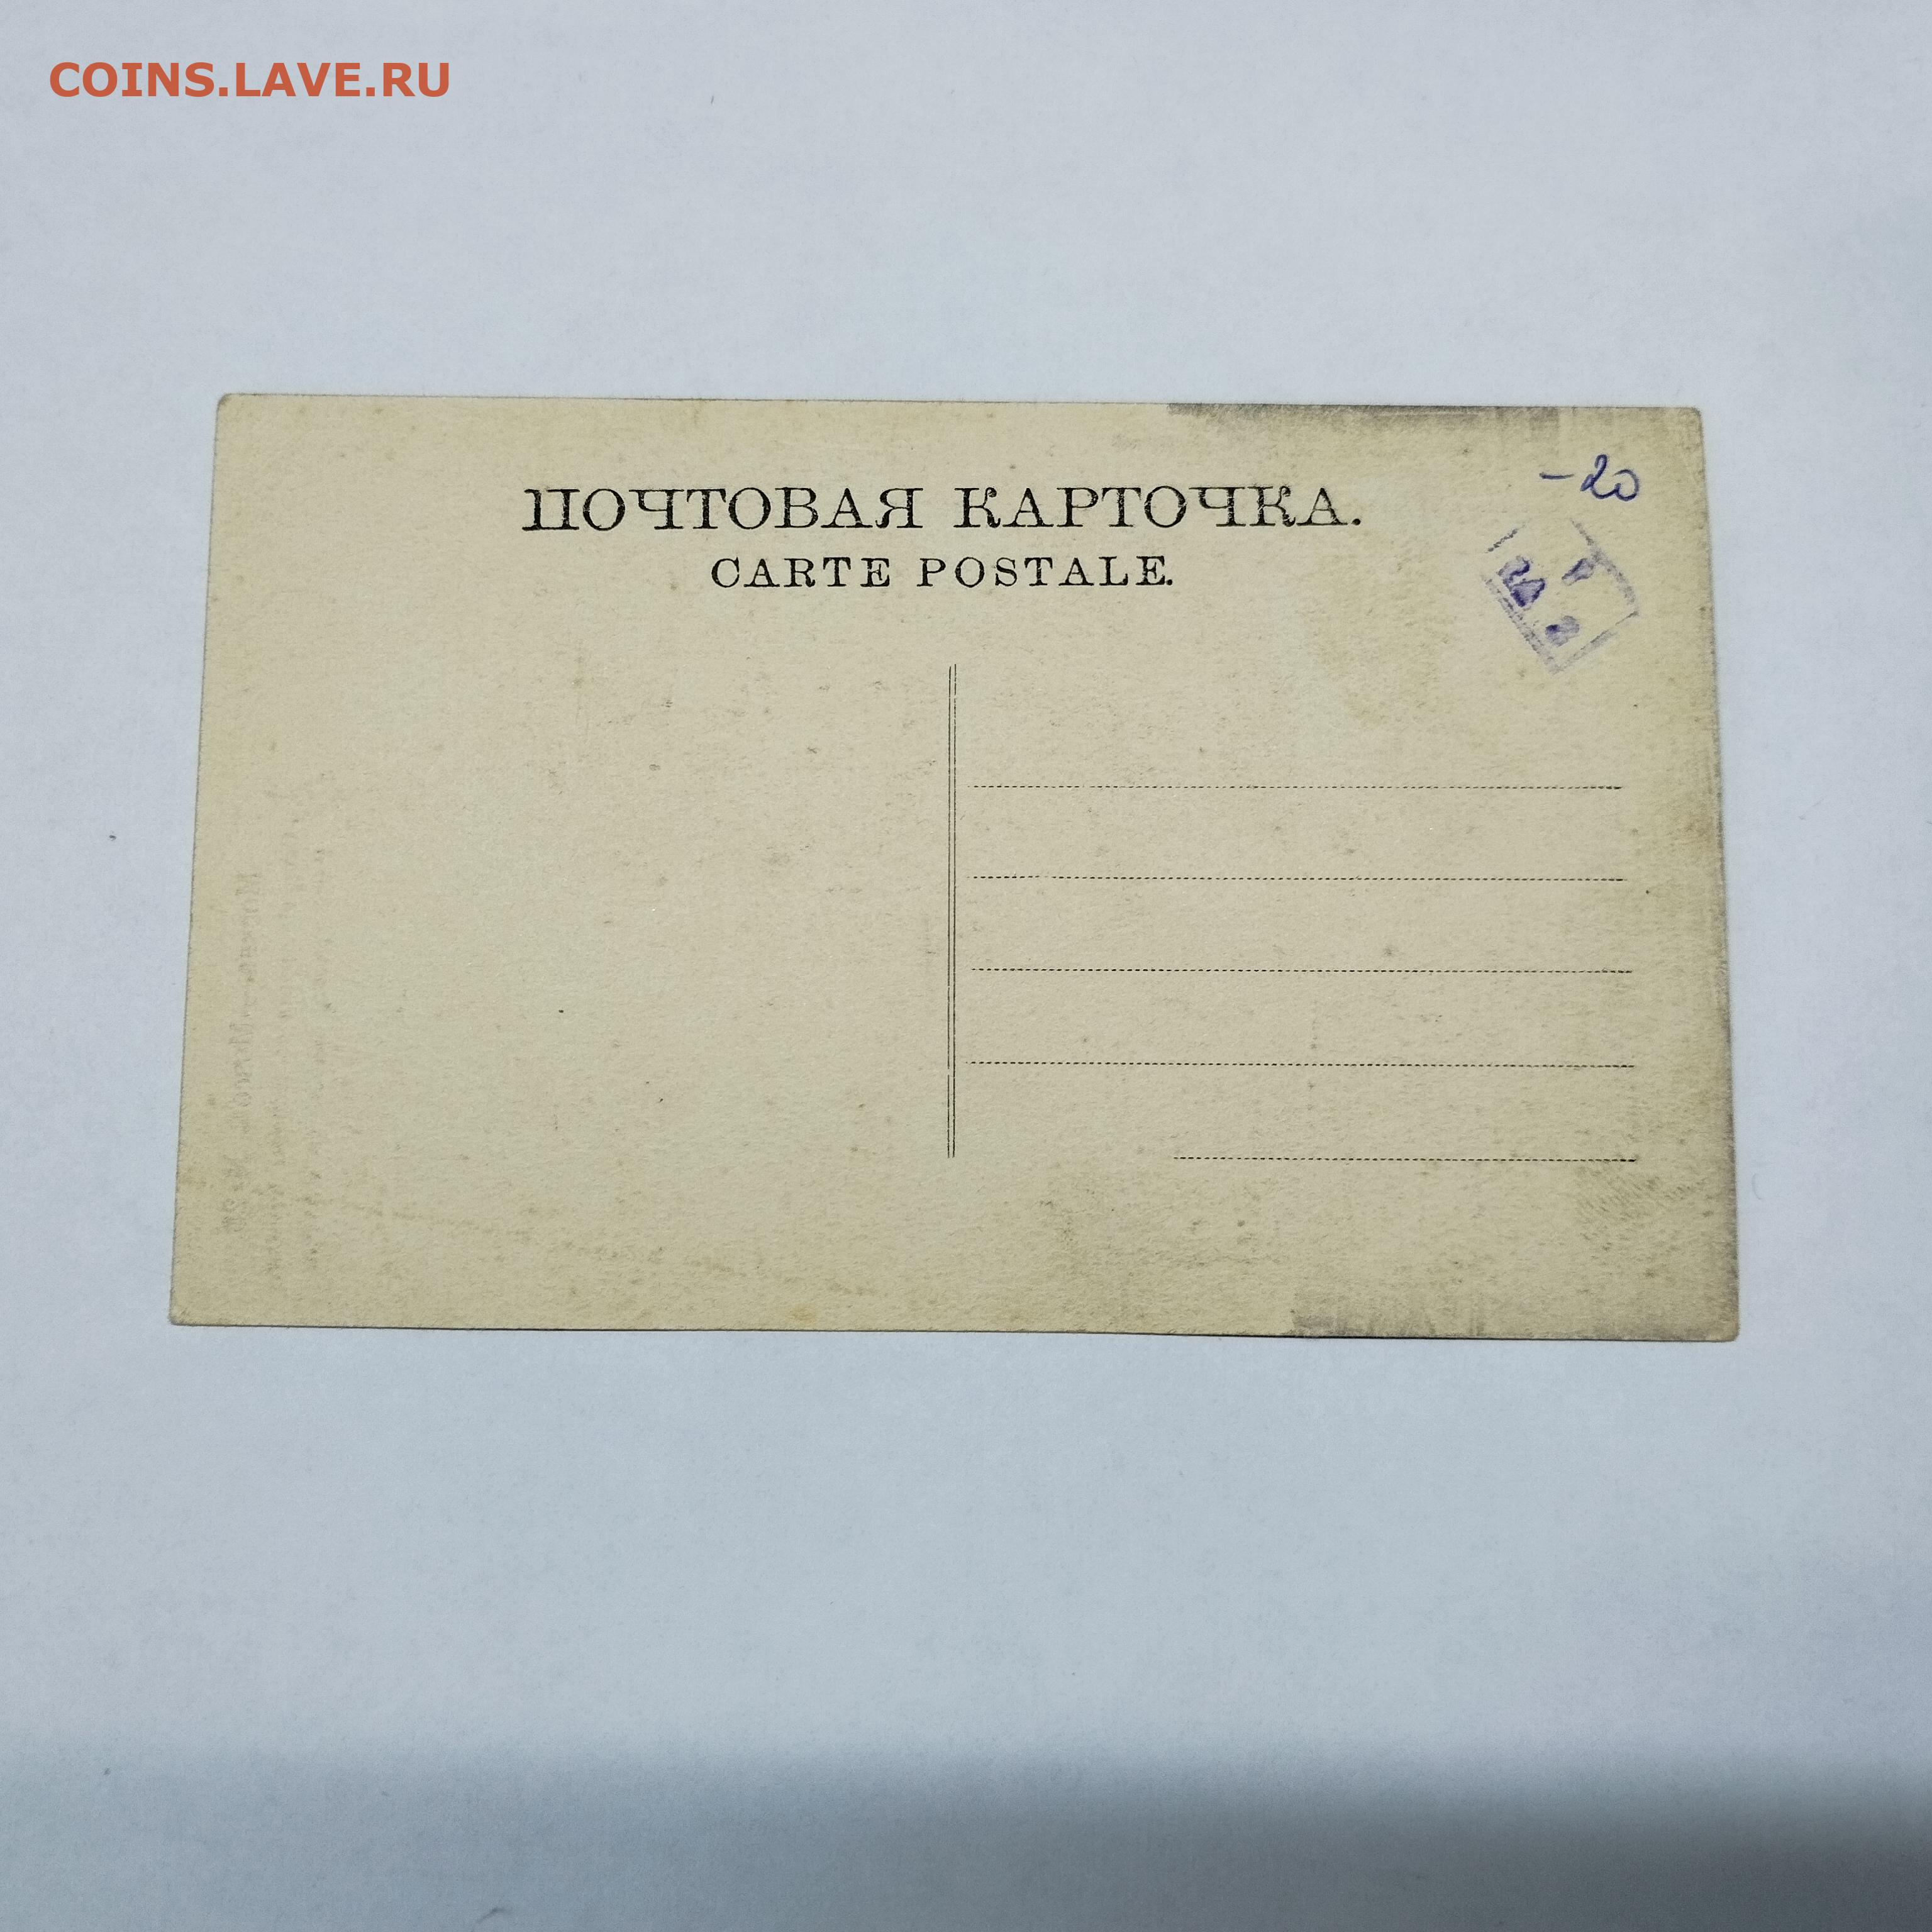 COINS.LAVE.RU
-20
ПОЧТОВАЯ КАРТОЧКА.
CARTE POSTALE.